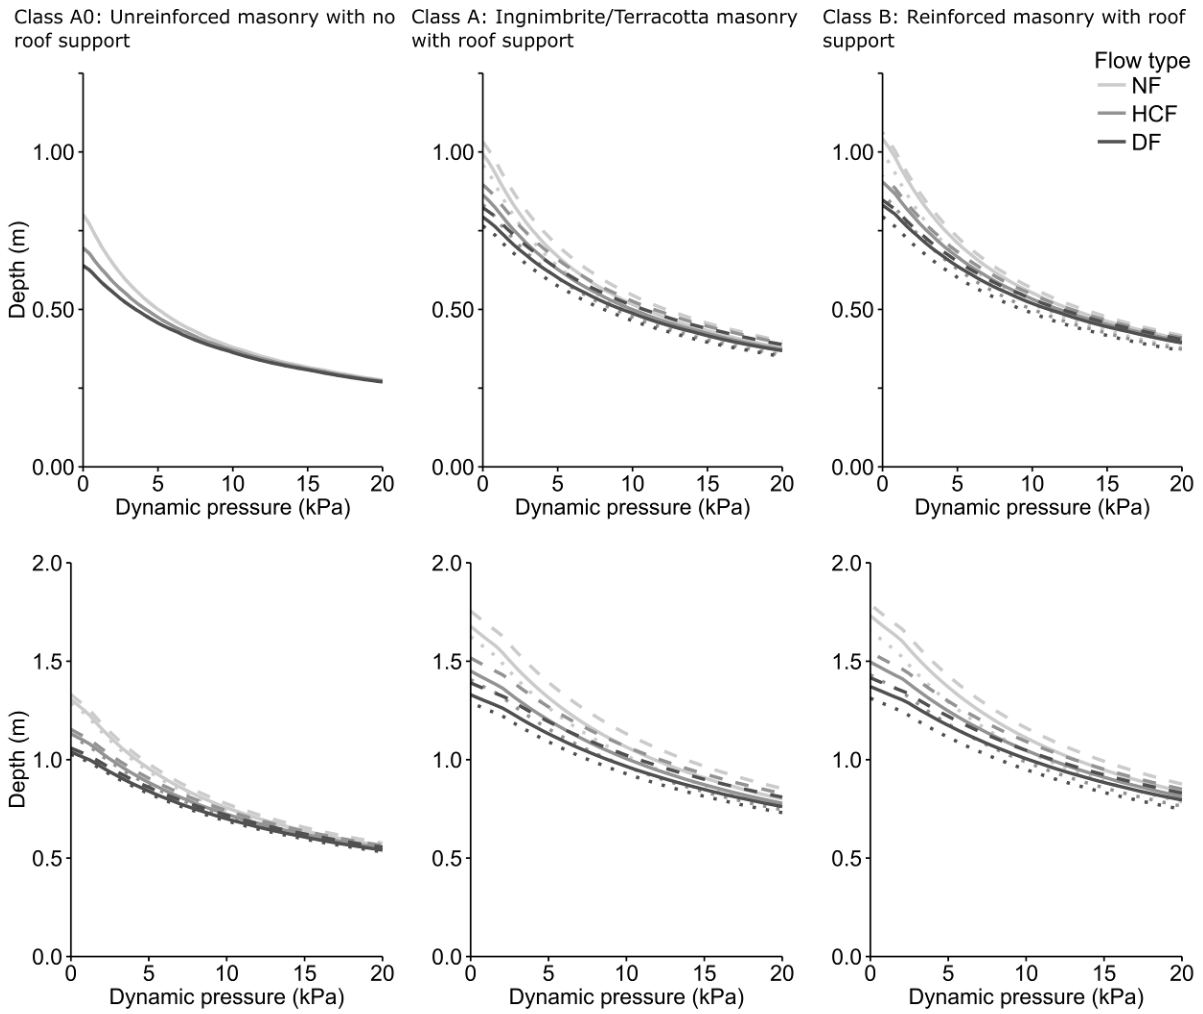 Class A0: Unreinforced masonry with no
roof support
Class A: Ingnimbrite/Terracotta masonry
with roof support
Class B: Reinforced masonry with roof
support
Flow type
NF
HCF
DF
Depth (m)
1.00
0.50
0.00
0 5 10 15 20
Dynamic pressure (kPa)
1.00
0.50
0.00
0 5 10 15 20
Dynamic pressure (kPa)
1.00
0.50
0.00
0 5 10 15 20
Dynamic pressure (kPa)
Depth (m)
2.0
1.5
1.0
0.5
0.0
0 5 10 15 20
Dynamic pressure (kPa)
2.0
1.5
1.0
0.5
0.0
0 5 10 15 20
Dynamic pressure (kPa)
2.0
1.5
1.0
0.5
0.0
0 5 10 15 20
Dynamic pressure (kPa)